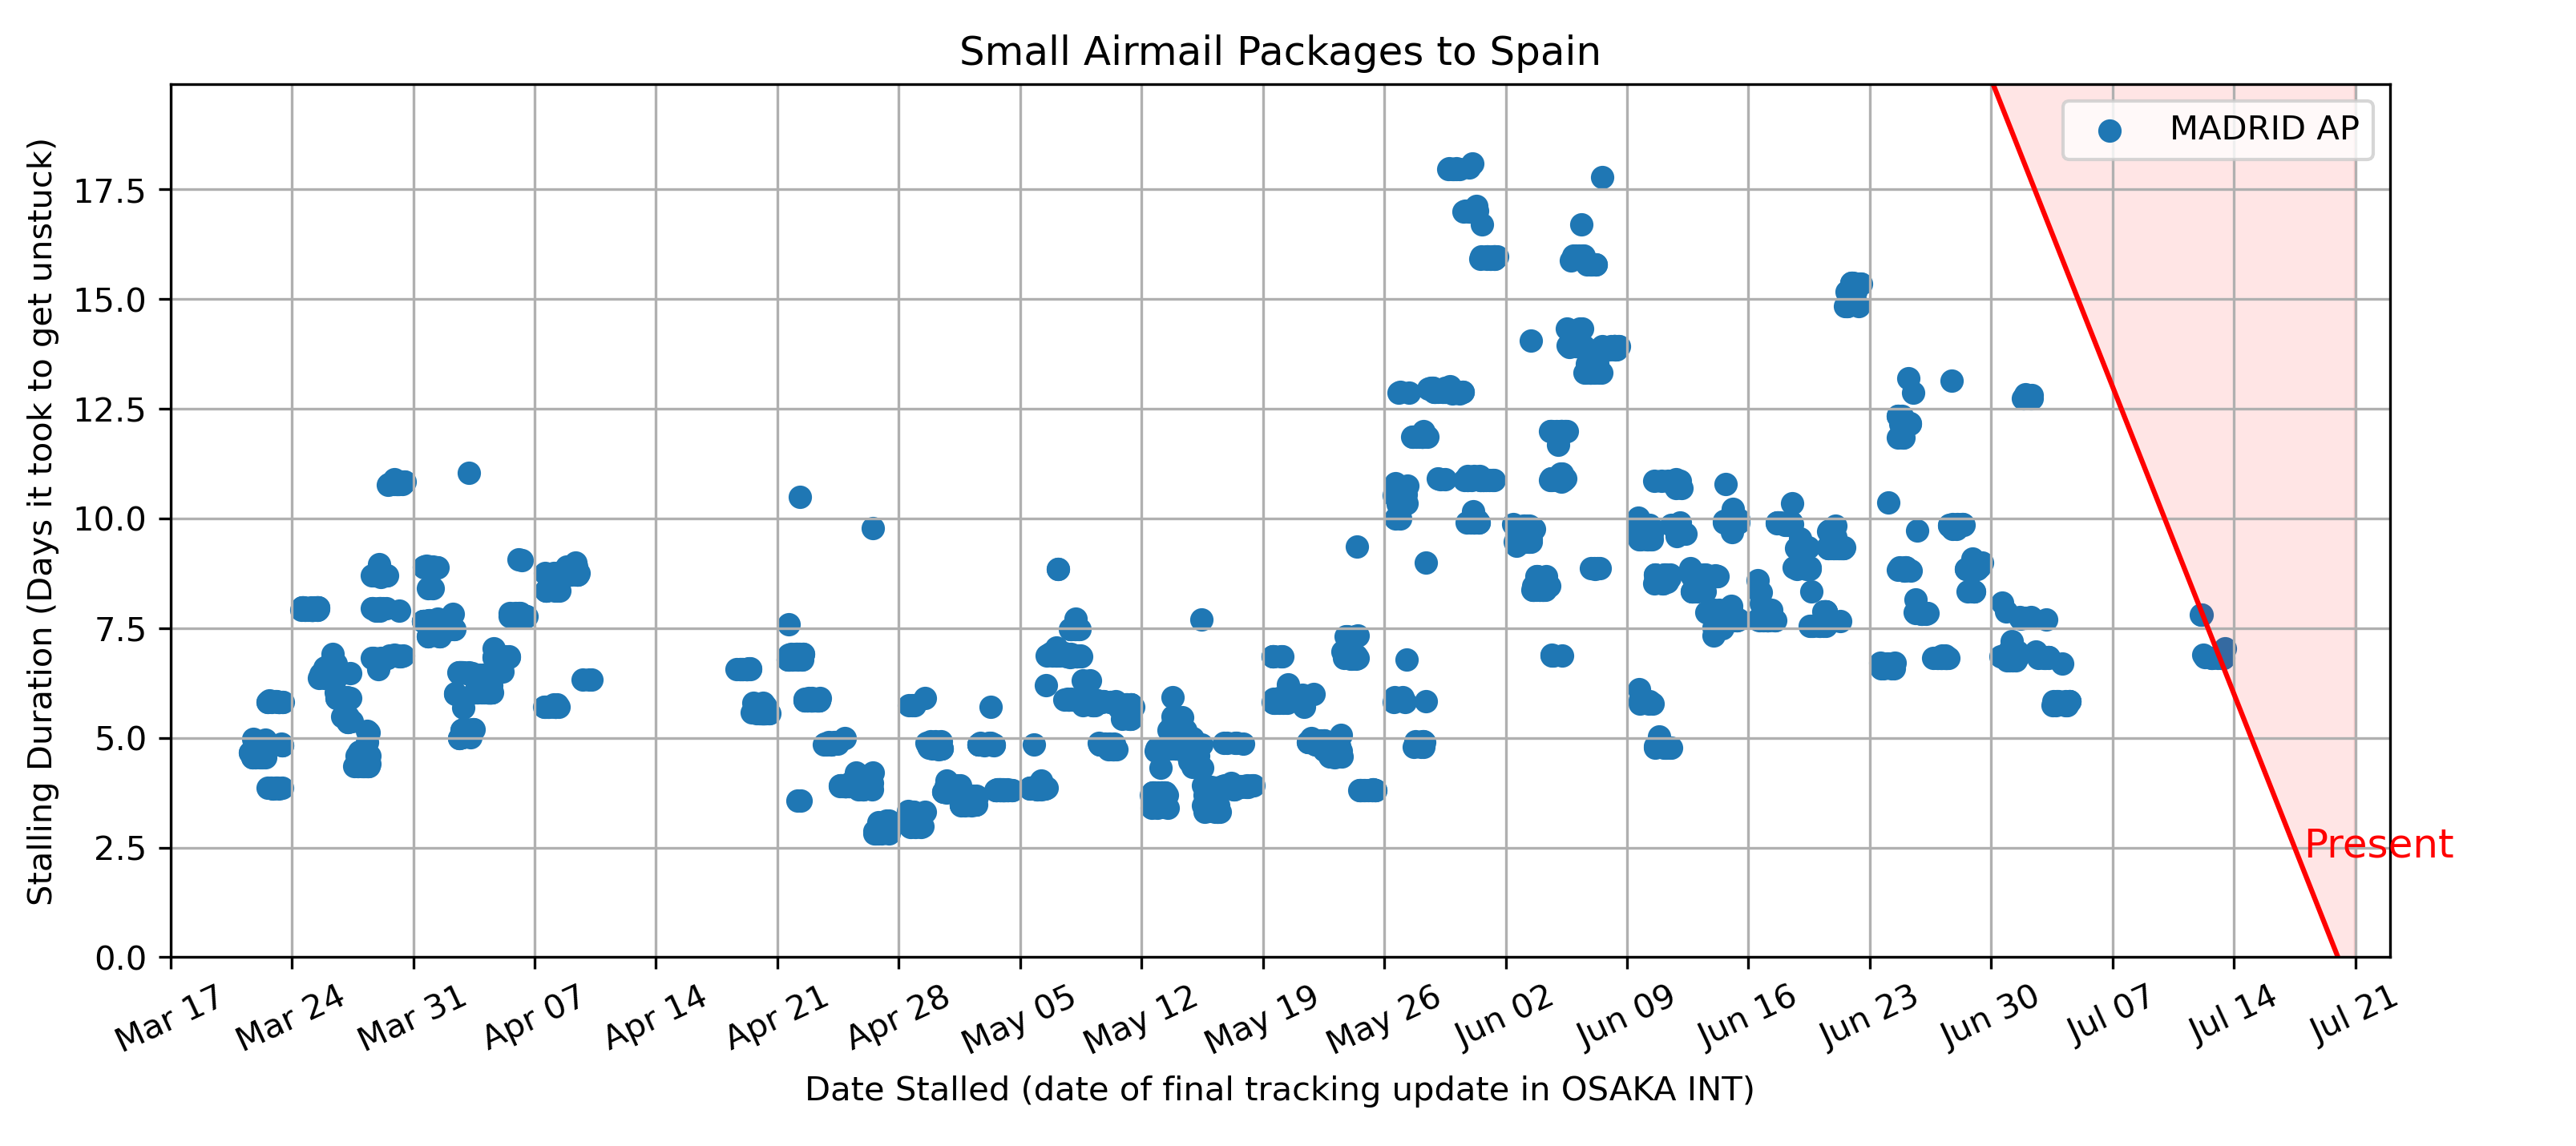 Small Airmail Packages to Spain
MADRID AP
Stalling Duration (Days it took to get unstuck)
17.5
15.0
12.5
10.0
7.5
5.0
2.5
0.0
Present
Mar 17
Mar 24
Mar 31
Apr 07
Apr 14
Apr 21
Apr 28
May 05
May 12
May 19
May 26
Jun 02
Jun 09
Jun 16
Jun 23
Jun 30
Jul 07
Jul 14
Jul 21
Date Stalled (date of final tracking update in OSAKA INT)